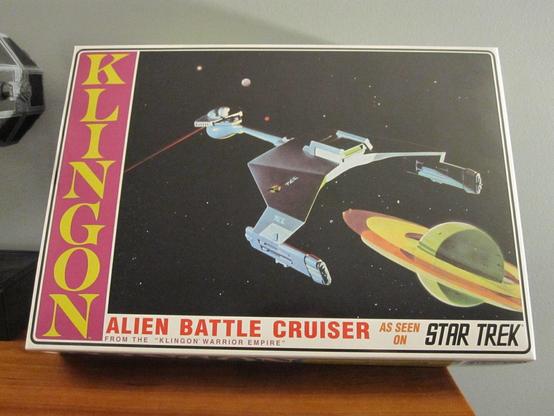 KLINGON
ALIEN BATTLE CRUISER
FROM THE "KLINGON WARRIOR EMPIRE"
AS SEEN
ON
STAR TREK